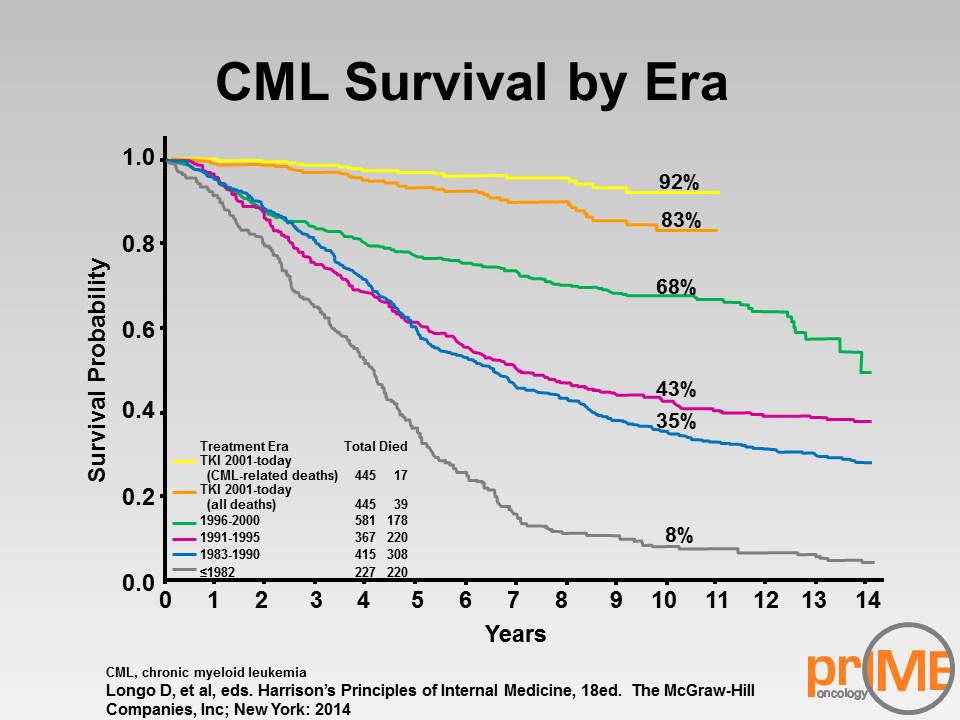 CML Survival by Era
Survival Probability
1.0
0.8
0.6
0.4
0.2
0.0
92%
83%
68%
43%
35%
8%
Treatment Era Total Died
TKI 2001-today
(CML-related deaths) 445 17
TKI 2001-today
(all deaths) 445 39
1996-2000 581 178
1991-1995 367 220
1983-1990 415 308
≤1982 227 220
0 1 2 3 4 5 6 7 8 9 10 11 12 13 14
Years
CML, chronic myeloid leukemia
Longo D, et al, eds. Harrison’s Principles of Internal Medicine, 18ed. The McGraw-Hill
Companies, Inc; New York: 2014
prIME
oncology